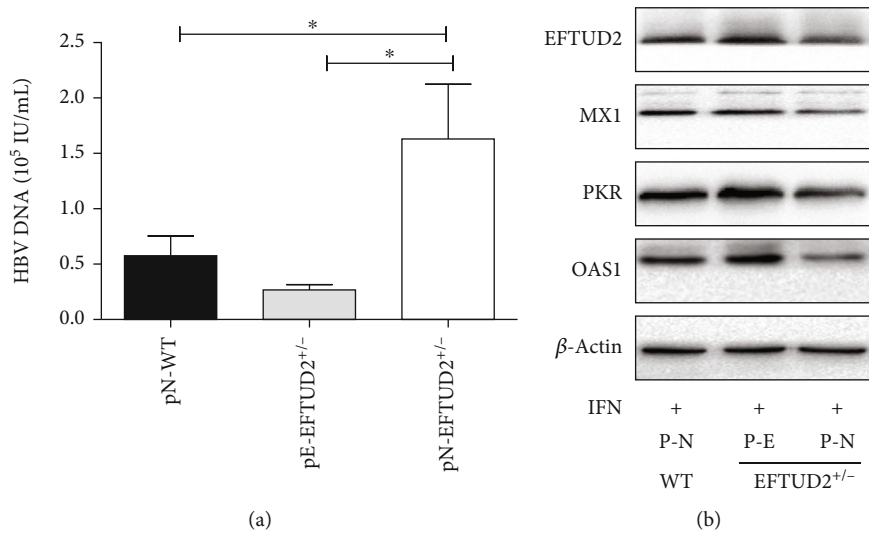 *
*
2.5
2.0
1.5
1.0
0.5
0.0
HBV DNA (10⁵ IU/mL)
pN-WT
pE-EFTUD2⁺/⁻
pN-EFTUD2⁺/⁻
(a)
EFTUD2
MX1
PKR
OAS1
β-Actin
IFN + + +
P-N P-E P-N
WT EFTUD2⁺/⁻
(b)